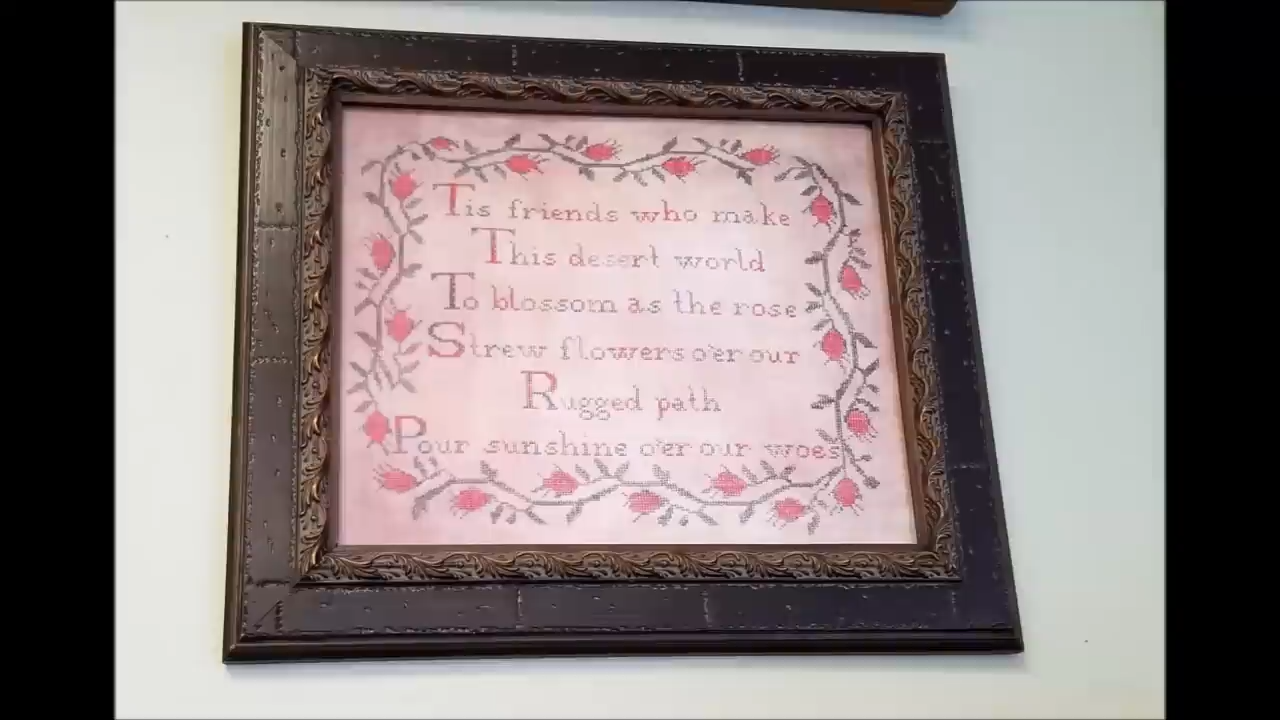 Tis friends who make
This desert world
To blossom as the rose
Strew flowers o'er our
Rugged path
Pour sunshine o'er our woes